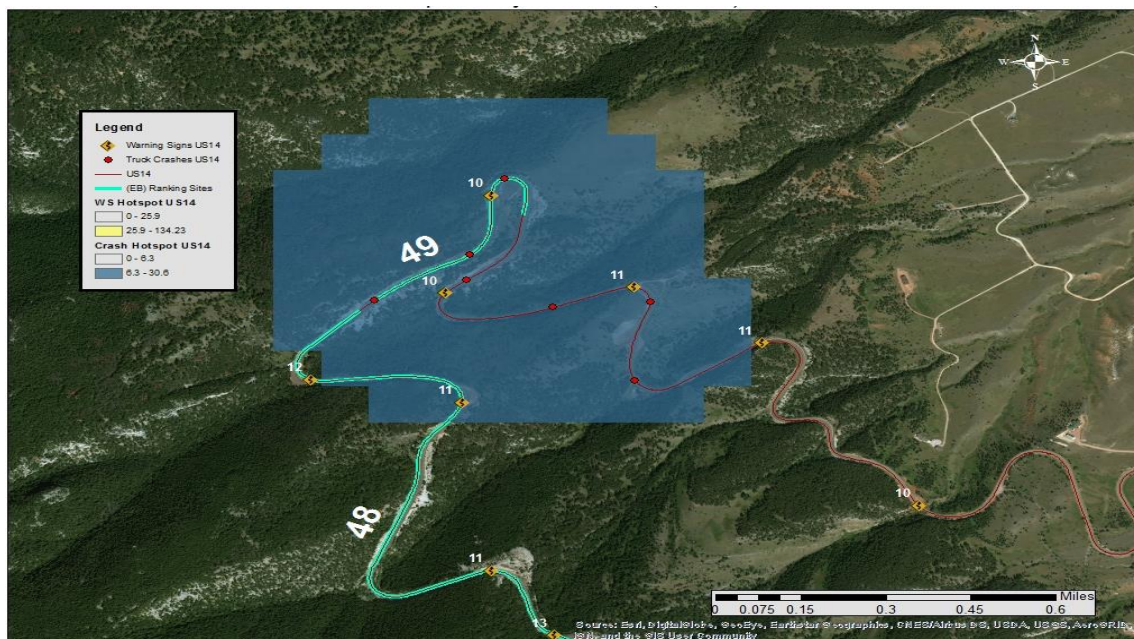 N
W E
S
Legend
Warning Signs US14
Truck Crashes US14
US14
(EB) Ranking Sites
WS Hotspot US14
0 - 25.9
25.9 - 134.23
Crash Hotspot US14
0 - 6.3
6.3 - 30.6
10
49
10
11
11
12
11
48
10
11
13
Miles
0 0.075 0.15 0.3 0.45 0.6
Source: Esri, DigitalGlobe, GeoEye, Earthstar Geographics, CNES/Airbus DS, USDA, USGS, AeroGRID,
IGN, and the GIS User Community